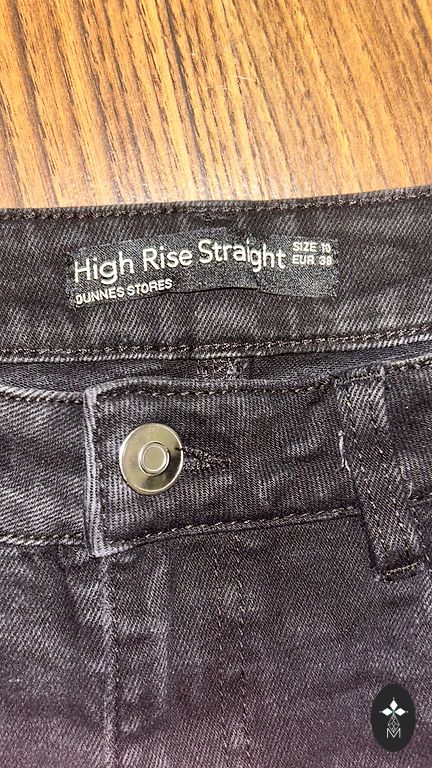 High Rise Straight
SIZE 10
EUR 38
DUNNES STORES
M